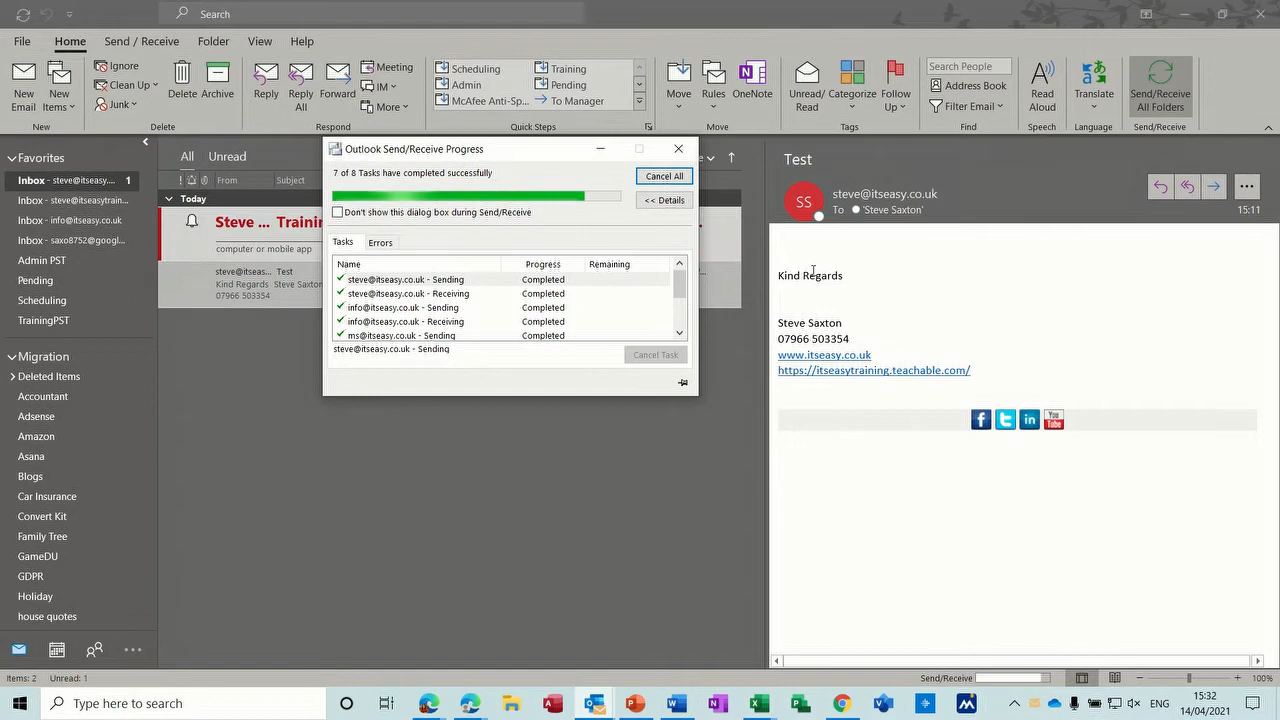 Search
File Home Send / Receive Folder View Help
New Email
New Items
Ignore
Clean Up
Junk
Delete
Archive
Reply
Reply All
Forward
Meeting
IM
More
Scheduling
Admin
McAfee Anti-Sp...
Training
Pending
To Manager
Move
Rules
OneNote
Unread/ Read
Categorize
Follow Up
Search People
Address Book
Filter Email
Read Aloud
Translate
Send/Receive All Folders
New Delete Respond Quick Steps Move Tags Find Speech Language Send/Receive
Favorites
Inbox - steve@itseasy.... 1
Inbox - steve@itseasytrain...
Inbox - info@itseasy.co.uk
Inbox - saxo8752@googl...
Admin PST
Pending
Scheduling
TrainingPST
Migration
Deleted Items
Accountant
Adsense
Amazon
Asana
Blogs
Car Insurance
Convert Kit
Family Tree
GameDU
GDPR
Holiday
house quotes
All Unread
From Subject
Today
Steve ... Trainin
computer or mobile app
steve@itseas... Test
Kind Regards Steve Saxton
07966 503354
Outlook Send/Receive Progress
7 of 8 Tasks have completed successfully
Cancel All
<< Details
Don't show this dialog box during Send/Receive
Tasks Errors
Name Progress Remaining
steve@itseasy.co.uk - Sending Completed
steve@itseasy.co.uk - Receiving Completed
info@itseasy.co.uk - Sending Completed
info@itseasy.co.uk - Receiving Completed
ms@itseasy.co.uk - Sending Completed
steve@itseasy.co.uk - Sending
Cancel Task
Test
SS
steve@itseasy.co.uk
To 'Steve Saxton'
15:11
Kind Regards
Steve Saxton
07966 503354
www.itseasy.co.uk
https://itseasytraining.teachable.com/
f t in You Tube
Items: 2 Unread: 1
Send/Receive
100%
Type here to search
ENG
15:32
14/04/2021